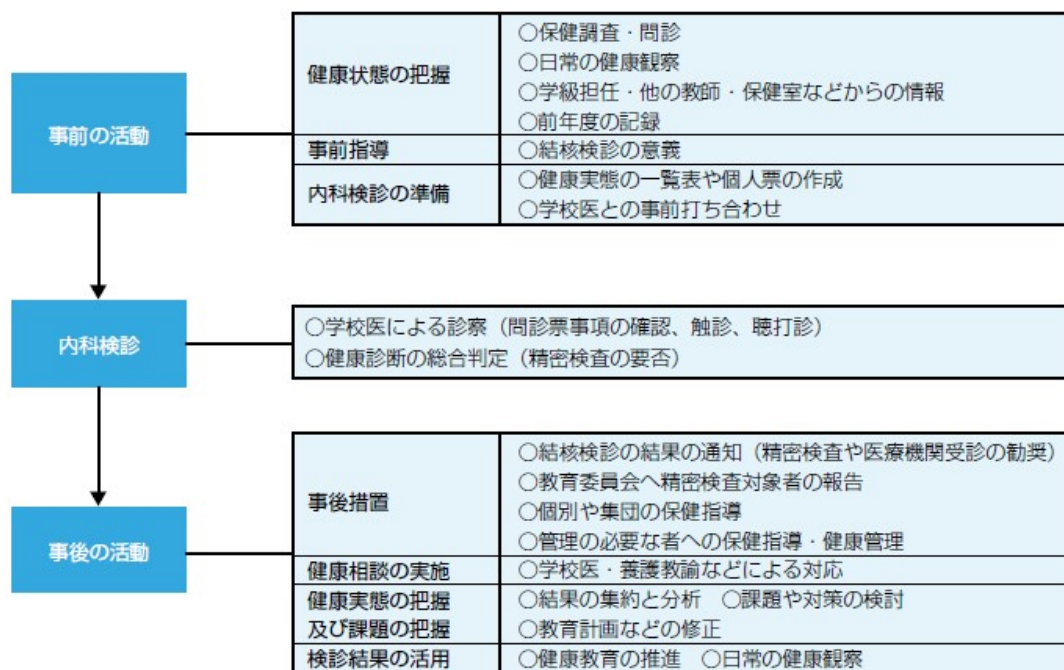 事前の活動
健康状態の把握
○保健調査・問診
○日常の健康観察
○学級担任・他の教師・保健室などからの情報
○前年度の記録
事前指導
○結核検診の意義
内科検診の準備
○健康実態の一覧表や個人票の作成
○学校医との事前打ち合わせ
内科検診
○学校医による診察（問診票事項の確認、触診、聴打診）
○健康診断の総合判定（精密検査の要否）
事後の活動
事後措置
○結核検診の結果の通知（精密検査や医療機関受診の勧奨）
○教育委員会へ精密検査対象者の報告
○個別や集団の保健指導
○管理の必要な者への保健指導・健康管理
健康相談の実施
○学校医・養護教諭などによる対応
健康実態の把握
及び課題の把握
○結果の集約と分析　○課題や対策の検討
○教育計画などの修正
検診結果の活用
○健康教育の推進　○日常の健康観察